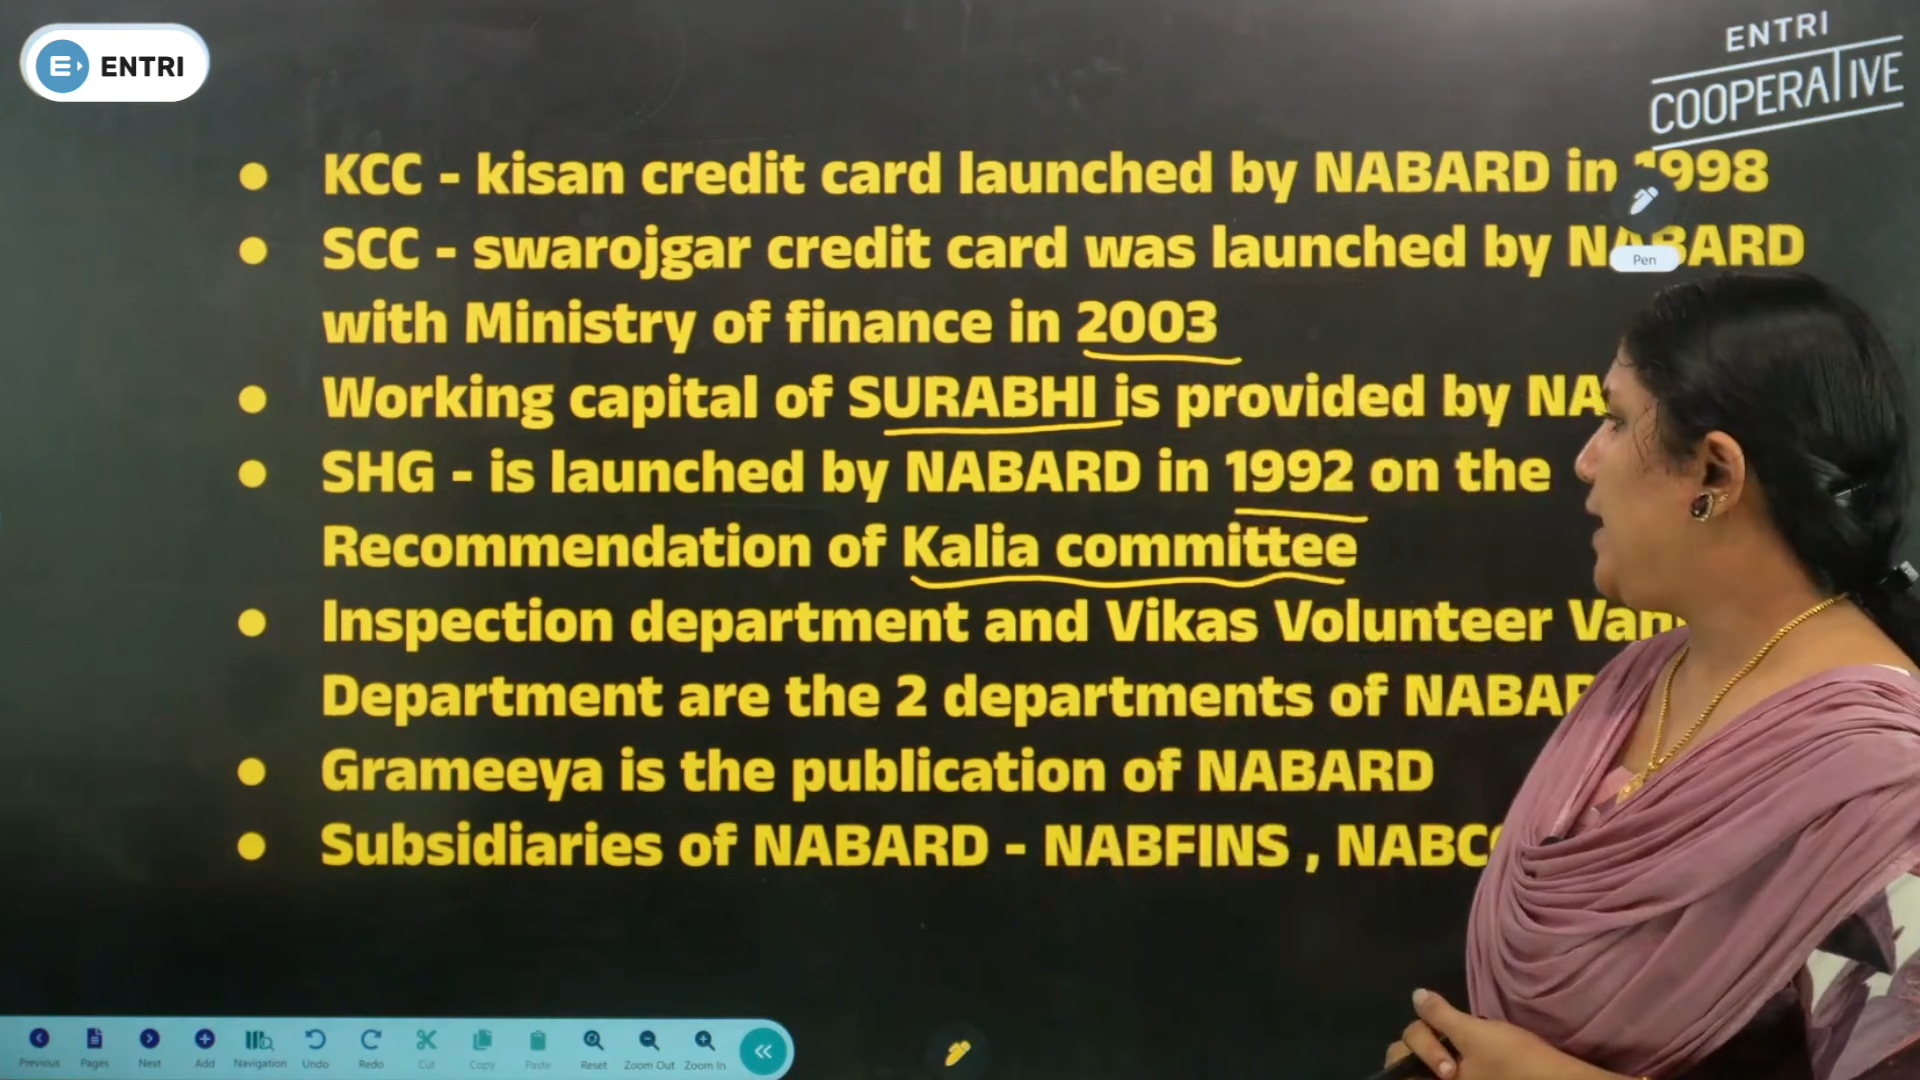 ENTRI
ENTRI
COOPERATIVE
KCC - kisan credit card launched by NABARD in 1998
SCC - swarojgar credit card was launched by NABARD
with Ministry of finance in 2003
Working capital of SURABHI is provided by
SHG - is launched by NABARD in 1992 on the
Recommendation of Kalia committee
Inspection department and Vikas Volunteer
Department are the 2 departments of
Grameeya is the publication of NABARD
Subsidiaries of NABARD - NABFINS ,
Pen
Previous
Pages
Next
Add
Navigation
Undo
Redo
Cut
Copy
Paste
Reset
Zoom Out
Zoom In